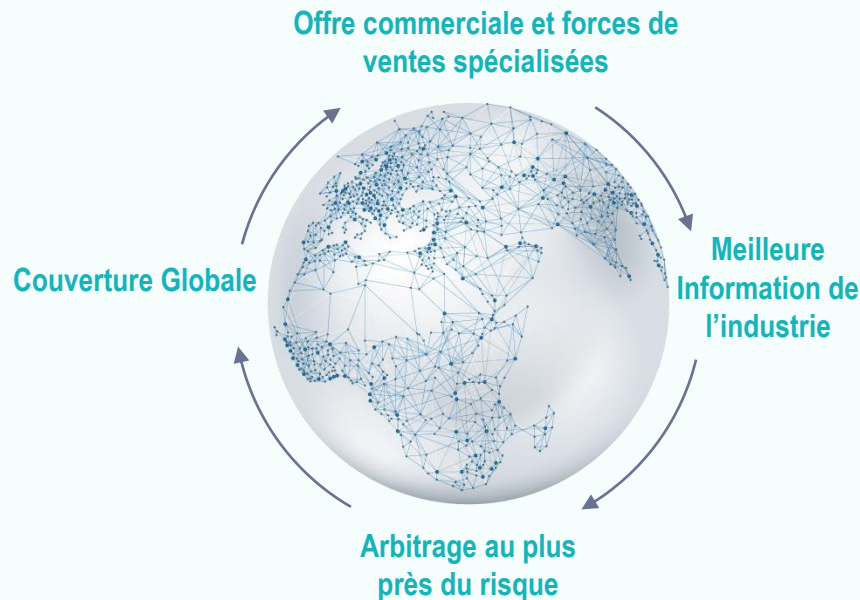 Offre commerciale et forces de
ventes spécialisées
Couverture Globale
Meilleure
Information de
l’industrie
Arbitrage au plus
près du risque